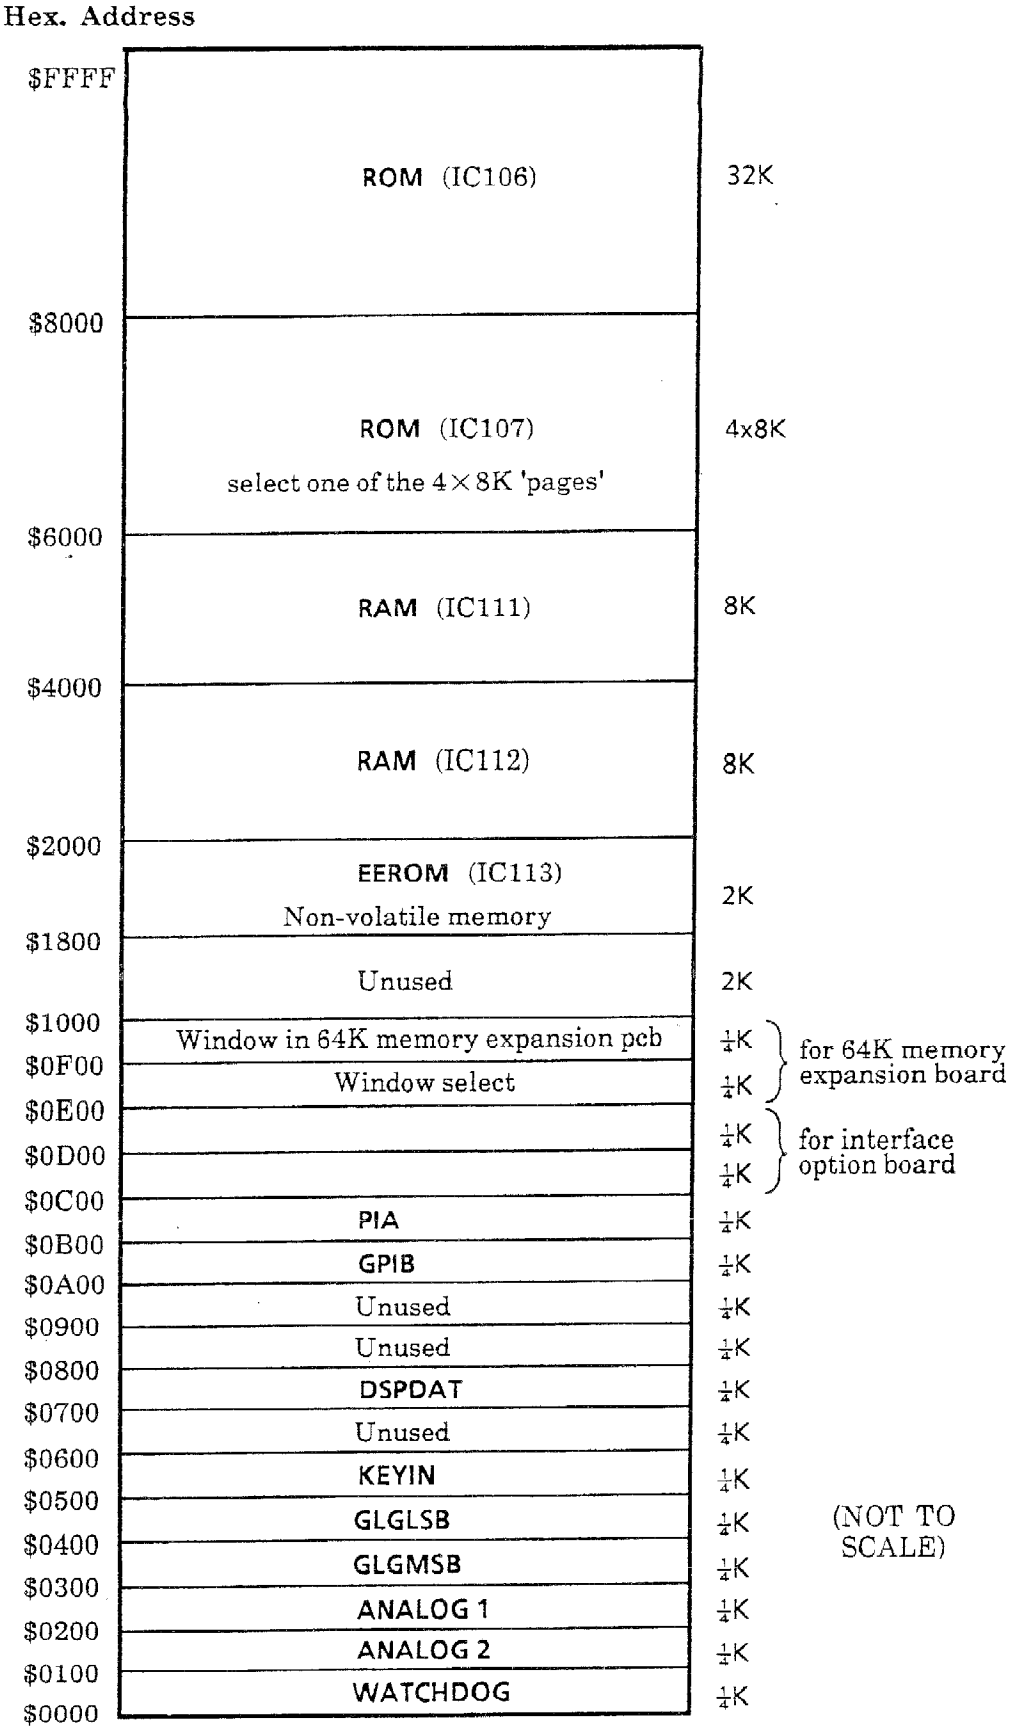 Hex. Address
$FFFF
ROM (IC106)
32K
$8000
ROM (IC107)
4x8K
select one of the 4×8K 'pages'
$6000
RAM (IC111)
8K
$4000
RAM (IC112)
8K
$2000
EEROM (IC113)
2K
Non-volatile memory
$1800
Unused
2K
$1000
Window in 64K memory expansion pcb
¼K
for 64K memory
expansion board
$0F00
Window select
¼K
$0E00
¼K
for interface
option board
$0D00
¼K
$0C00
PIA
¼K
$0B00
GPIB
¼K
$0A00
Unused
¼K
$0900
Unused
¼K
$0800
DSPDAT
¼K
$0700
Unused
¼K
$0600
KEYIN
¼K
$0500
GLGLSB
¼K
(NOT TO
SCALE)
$0400
GLGMSB
¼K
$0300
ANALOG 1
¼K
$0200
ANALOG 2
¼K
$0100
WATCHDOG
¼K
$0000